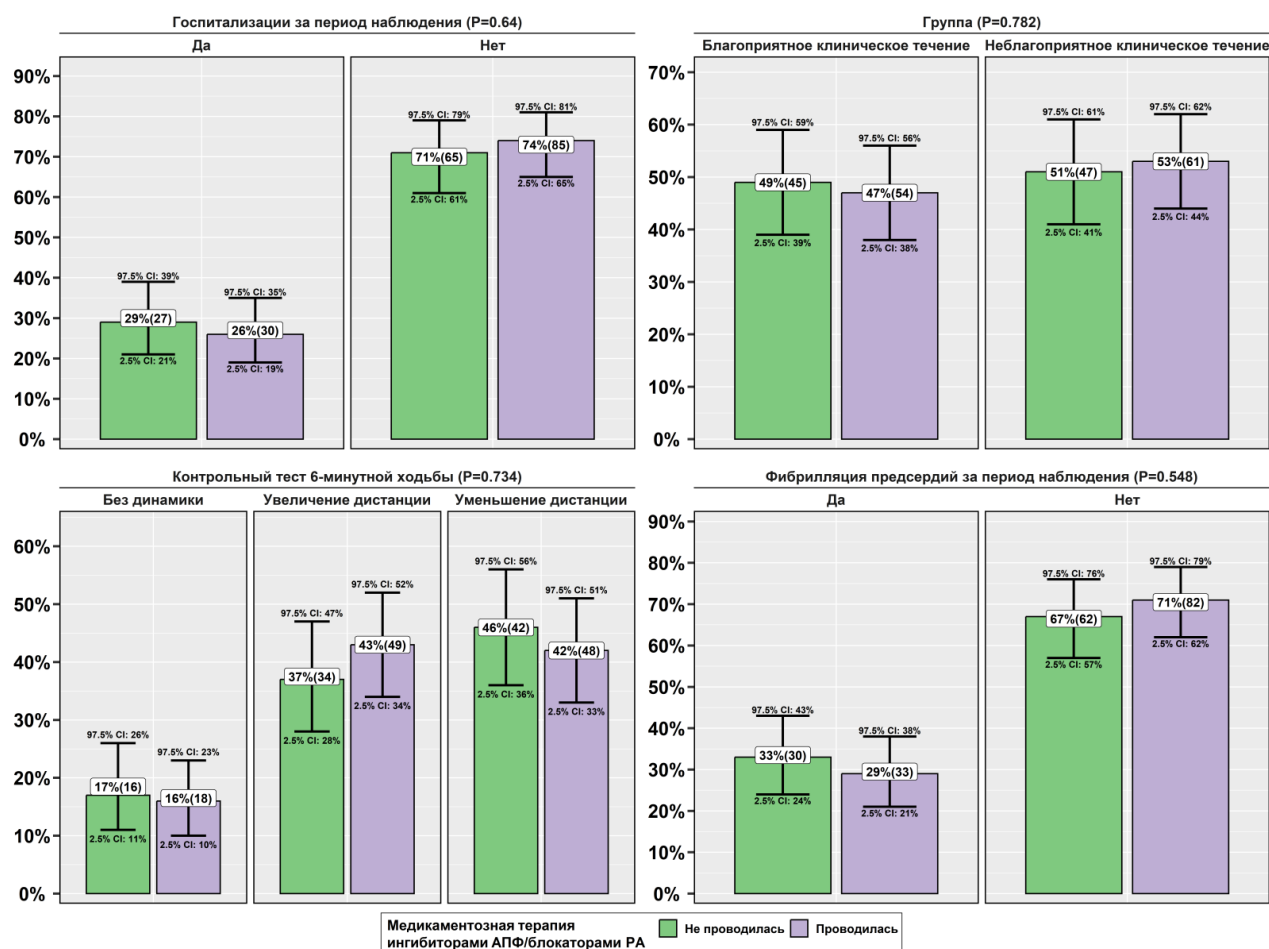 Госпитализации за период наблюдения (P=0.64)
Да
Нет
90%
80%
70%
60%
50%
40%
30%
20%
10%
0%
97.5% CI: 39%
29%(27)
2.5% CI: 21%
97.5% CI: 35%
26%(30)
2.5% CI: 19%
97.5% CI: 79%
71%(65)
2.5% CI: 61%
97.5% CI: 81%
74%(85)
2.5% CI: 65%
Группа (P=0.782)
Благоприятное клиническое течение
Неблагоприятное клиническое течение
70%
60%
50%
40%
30%
20%
10%
0%
97.5% CI: 59%
49%(45)
2.5% CI: 39%
97.5% CI: 56%
47%(54)
2.5% CI: 38%
97.5% CI: 61%
51%(47)
2.5% CI: 41%
97.5% CI: 62%
53%(61)
2.5% CI: 44%
Контрольный тест 6-минутной ходьбы (P=0.734)
Без динамики
Увеличение дистанции
Уменьшение дистанции
60%
50%
40%
30%
20%
10%
0%
97.5% CI: 26%
17%(16)
2.5% CI: 11%
97.5% CI: 23%
16%(18)
2.5% CI: 10%
97.5% CI: 47%
37%(34)
2.5% CI: 28%
97.5% CI: 52%
43%(49)
2.5% CI: 34%
97.5% CI: 56%
46%(42)
2.5% CI: 36%
97.5% CI: 51%
42%(48)
2.5% CI: 33%
Фибрилляция предсердий за период наблюдения (P=0.548)
Да
Нет
90%
80%
70%
60%
50%
40%
30%
20%
10%
0%
97.5% CI: 43%
33%(30)
2.5% CI: 24%
97.5% CI: 38%
29%(33)
2.5% CI: 21%
97.5% CI: 76%
67%(62)
2.5% CI: 57%
97.5% CI: 79%
71%(82)
2.5% CI: 62%
Медикаментозная терапия
ингибиторами АПФ/блокаторами РА
Не проводилась
Проводилась